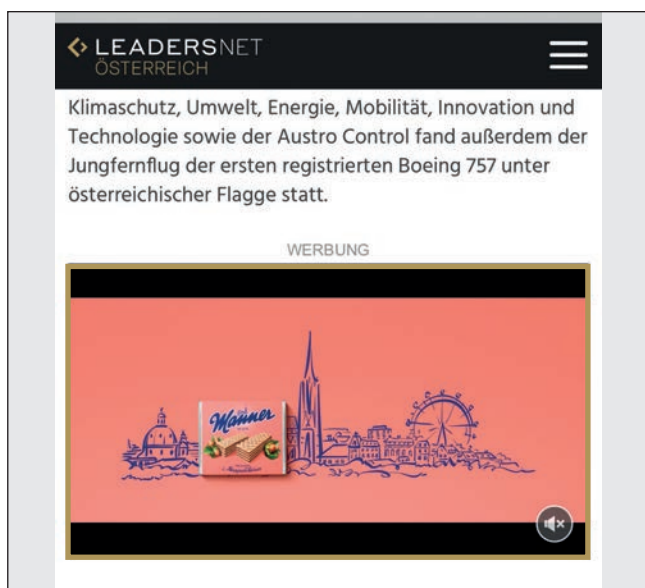 LEADERSNET
ÖSTERREICH
Klimaschutz, Umwelt, Energie, Mobilität, Innovation und
Technologie sowie der Austro Control fand außerdem der
Jungfernflug der ersten registrierten Boeing 757 unter
österreichischer Flagge statt.
WERBUNG
Manner